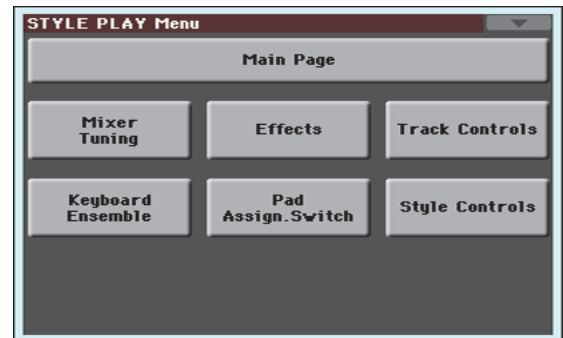 STYLE PLAY Menu
Main Page
Mixer
Tuning
Effects
Track Controls
Keyboard
Ensemble
Pad
Assign.Switch
Style Controls